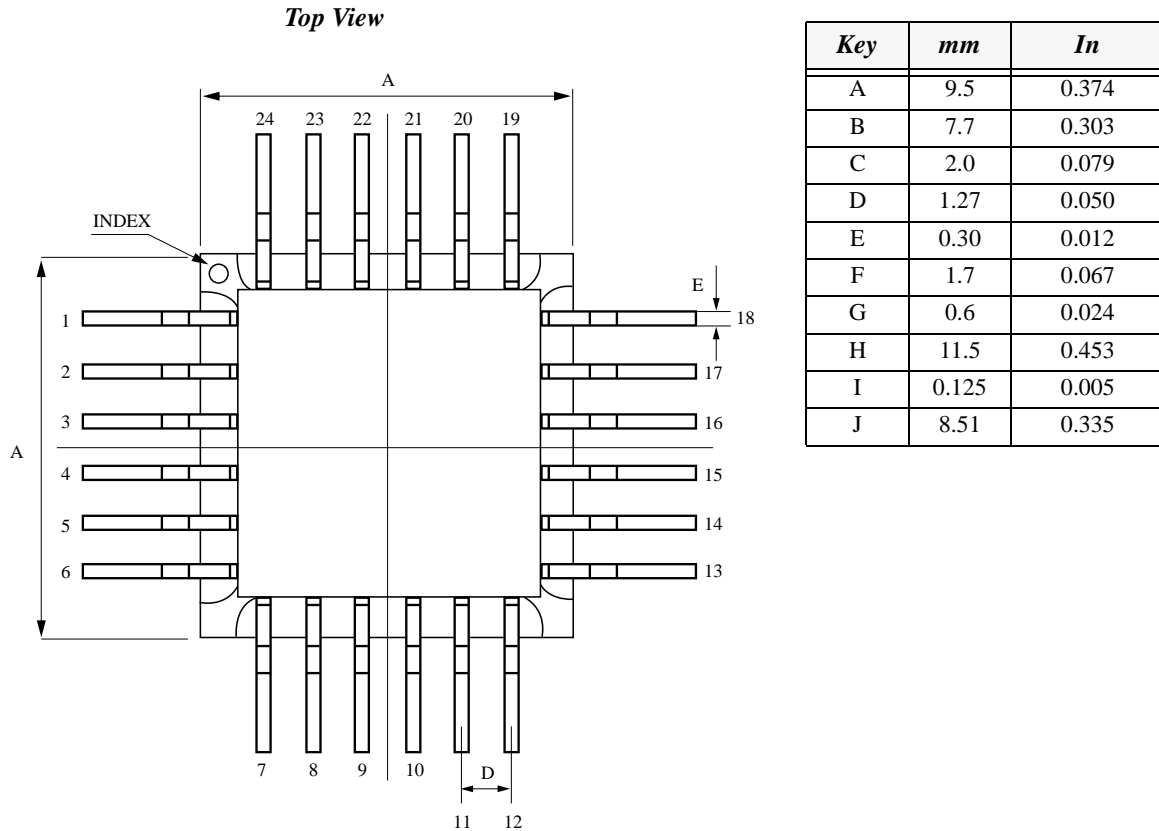 Top View
A
24 23 22 21 20 19
INDEX
E
1
18
2
17
3
16
A
4
15
5
14
6
13
7 8 9 10 D
11 12
Key mm In
A 9.5 0.374
B 7.7 0.303
C 2.0 0.079
D 1.27 0.050
E 0.30 0.012
F 1.7 0.067
G 0.6 0.024
H 11.5 0.453
I 0.125 0.005
J 8.51 0.335